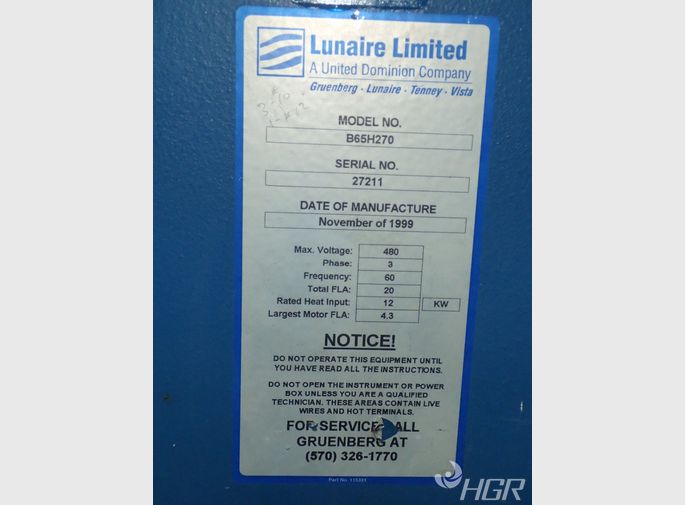 Lunaire Limited
A United Dominion Company
Gruenberg · Lunaire · Tenney · Vista
MODEL NO.
B65H270
SERIAL NO.
27211
DATE OF MANUFACTURE
November of 1999
Max. Voltage: 480
Phase: 3
Frequency: 60
Total FLA: 20
Rated Heat Input: 12 KW
Largest Motor FLA: 4.3
NOTICE!
DO NOT OPERATE THIS EQUIPMENT UNTIL
YOU HAVE READ ALL THE INSTRUCTIONS.
DO NOT OPEN THE INSTRUMENT OR POWER
BOX UNLESS YOU ARE A QUALIFIED
TECHNICIAN. THESE AREAS CONTAIN LIVE
WIRES AND HOT TERMINALS.
FOR SERVICE CALL
GRUENBERG AT
(570) 326-1770
HGR